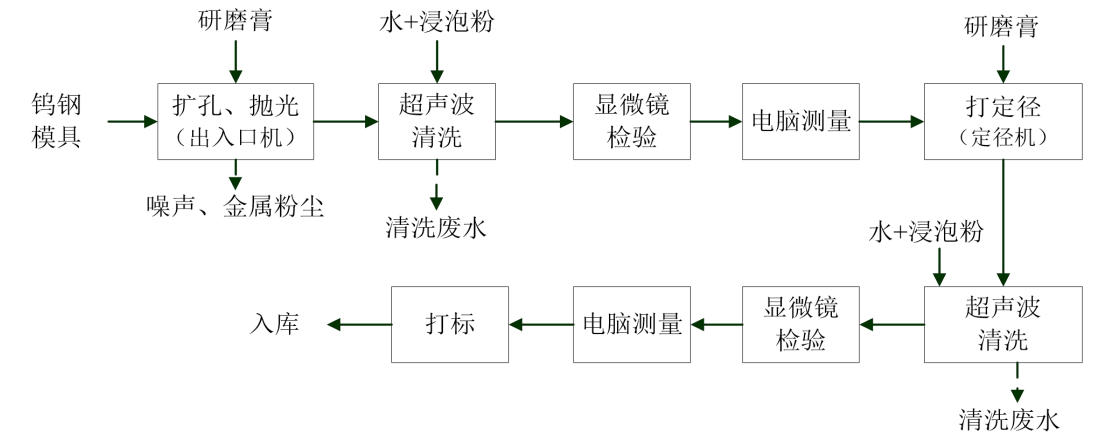 研磨膏
水+浸泡粉
研磨膏
钨钢
模具
扩孔、抛光
（出入口机）
超声波
清洗
显微镜
检验
电脑测量
打定径
（定径机）
噪声、金属粉尘
清洗废水
水+浸泡粉
入库
打标
电脑测量
显微镜
检验
超声波
清洗
清洗废水